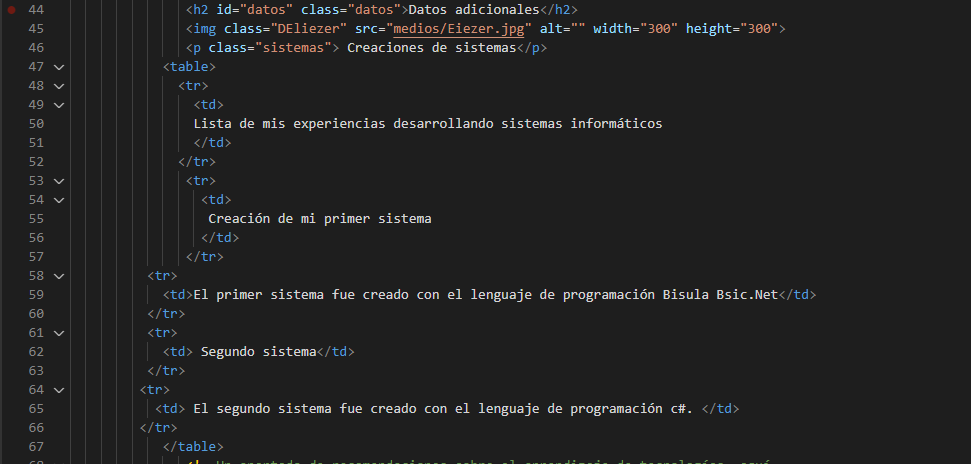 44 <h2 id="datos" class="datos">Datos adicionales</h2>
45 <img class="DEliezer" src="medios/Eiezer.jpg" alt="" width="300" height="300">
46 <p class="sistemas"> Creaciones de sistemas</p>
47 <table>
48 <tr>
49 <td>
50 Lista de mis experiencias desarrollando sistemas informáticos
51 </td>
52 </tr>
53 <tr>
54 <td>
55 Creación de mi primer sistema
56 </td>
57 </tr>
58 <tr>
59 <td>El primer sistema fue creado con el lenguaje de programación Bisula Bsic.Net</td>
60 </tr>
61 <tr>
62 <td> Segundo sistema</td>
63 </tr>
64 <tr>
65 <td> El segundo sistema fue creado con el lenguaje de programación c#. </td>
66 </tr>
67 </table>